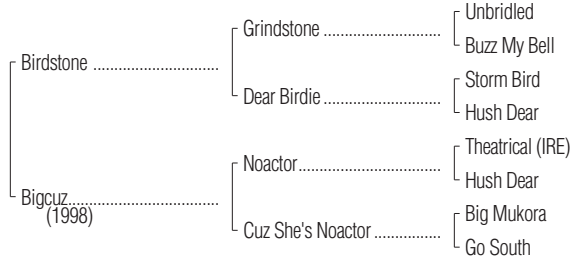 Unbridled
Grindstone
Buzz My Bell
Birdstone
Storm Bird
Dear Birdie
Hush Dear
Theatrical (IRE)
Noactor
Hush Dear
Bigcuz
(1998)
Big Mukora
Cuz She's Noactor
Go South